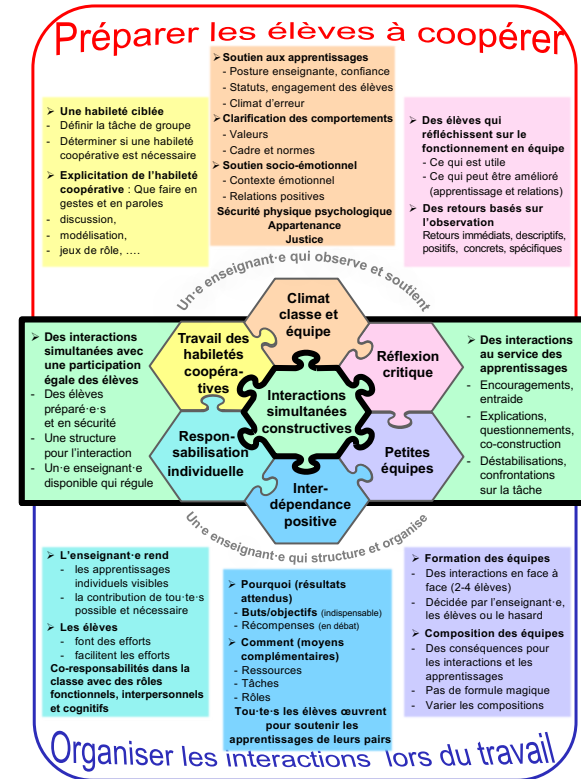 Préparer les élèves à coopérer
➢ Soutien aux apprentissages
- Posture enseignante, confiance
- Statuts, engagement des élèves
- Climat d'erreur
➢ Clarification des comportements
- Valeurs
- Cadre et normes
➢ Soutien socio-émotionnel
- Contexte émotionnel
- Relations positives
Sécurité physique psychologique
Appartenance
Justice
➢ Une habileté ciblée
- Définir la tâche de groupe
- Déterminer si une habileté
coopérative est nécessaire
➢ Explicitation de l'habileté
coopérative : Que faire en
gestes et en paroles
- discussion,
- modélisation,
- jeux de rôle, ….
➢ Des élèves qui
réfléchissent sur le
fonctionnement en équipe
- Ce qui est utile
- Ce qui peut être amélioré
(apprentissage et relations)
➢ Des retours basés sur
l'observation
Retours immédiats, descriptifs,
positifs, concrets, spécifiques
Un·e enseignant·e qui observe et soutient
Climat
classe et
équipe
Travail des
habiletés
coopéra-
tives
Réflexion
critique
Interactions
simultanées
constructives
Respon-
sabilisation
individuelle
Petites
équipes
Inter-
dépendance
positive
➢ Des interactions
simultanées avec
une participation
égale des élèves
- Des élèves
préparé·e·s
et en sécurité
- Une structure
pour l'interaction
- Un·e enseignant·e
disponible qui régule
➢ Des interactions
au service des
apprentissages
- Encouragements,
entraide
- Explications,
questionnements,
co-construction
- Déstabilisations,
confrontations
sur la tâche
Un·e enseignant·e qui structure et organise
➢ L'enseignant·e rend
- les apprentissages
individuels visibles
- la contribution de tou·te·s
possible et nécessaire
➢ Les élèves
- font des efforts
- facilitent les efforts
Co-responsabilités dans la
classe avec des rôles
fonctionnels, interpersonnels
et cognitifs
➢ Pourquoi (résultats
attendus)
- Buts/objectifs (indispensable)
- Récompenses (en débat)
➢ Comment (moyens
complémentaires)
- Ressources
- Tâches
- Rôles
Tou·te·s les élèves œuvrent
pour soutenir les
apprentissages de leurs pairs
➢ Formation des équipes
- Des interactions en face à
face (2-4 élèves)
- Décidée par l'enseignant·e,
les élèves ou le hasard
➢ Composition des équipes
- Des conséquences pour
les interactions et les
apprentissages
- Pas de formule magique
- Varier les compositions
Organiser les interactions lors du travail